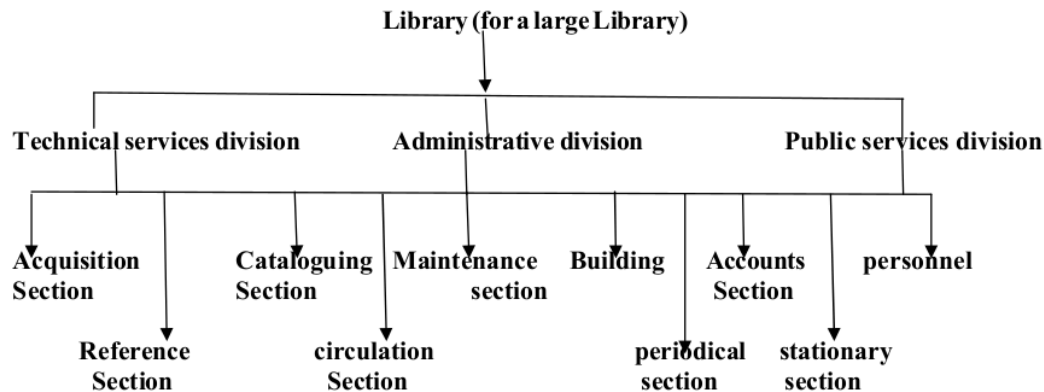 Library (for a large Library)
Technical services division Administrative division Public services division
Acquisition Cataloguing Maintenance Building Accounts personnel
Section Section section Section
Reference circulation periodical stationary
Section Section section section